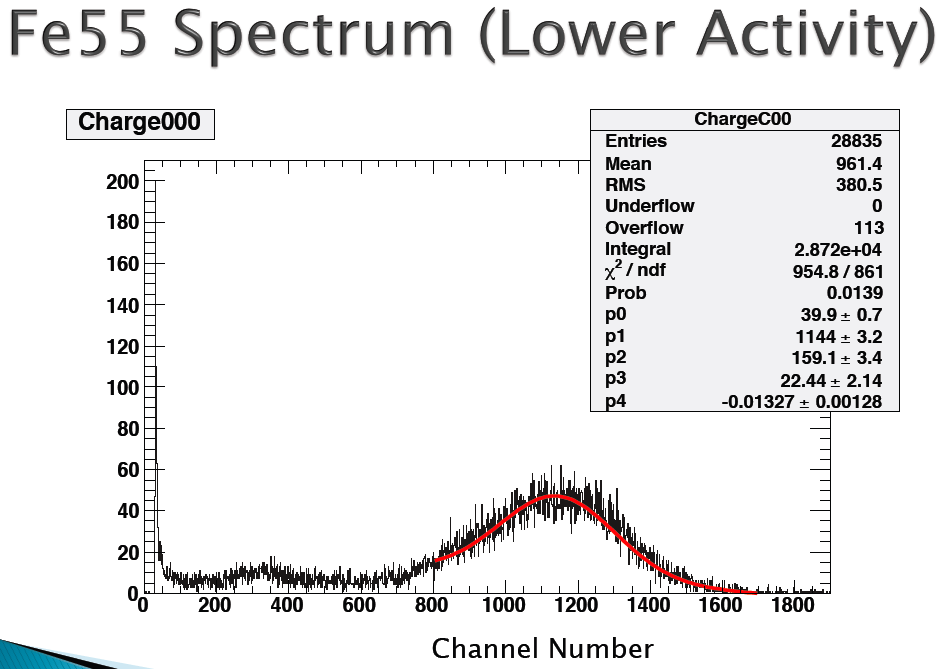 Fe55 Spectrum (Lower Activity)
Charge000
ChargeC00
Entries 28835
Mean 961.4
RMS 380.5
Underflow 0
Overflow 113
Integral 2.872e+04
χ² / ndf 954.8 / 861
Prob 0.0139
p0 39.9 ± 0.7
p1 1144 ± 3.2
p2 159.1 ± 3.4
p3 22.44 ± 2.14
p4 -0.01327 ± 0.00128
200
180
160
140
120
100
80
60
40
20
0
0 200 400 600 800 1000 1200 1400 1600 1800
Channel Number